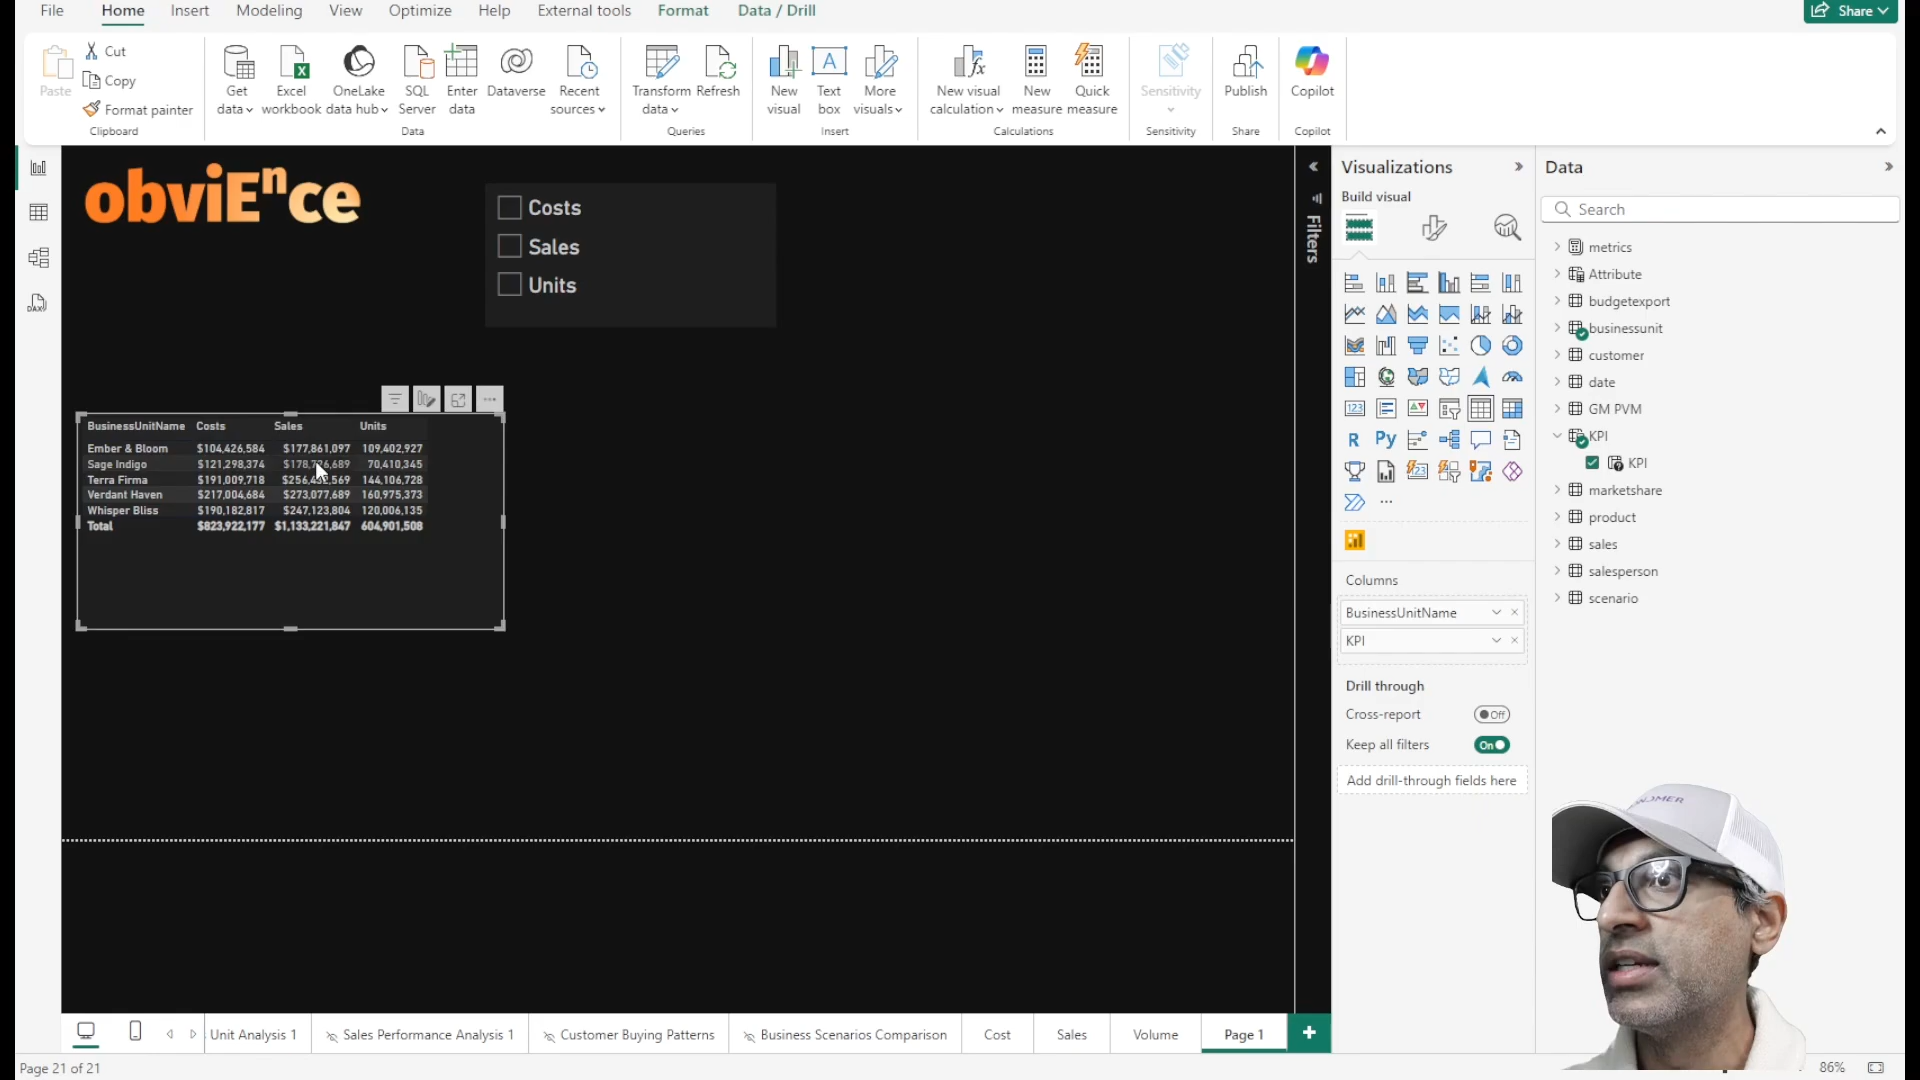 File Home Insert Modeling View Optimize Help External tools Format Data / Drill Share
Paste
Cut
Copy
Format painter
Clipboard
Get data
Excel workbook
OneLake data hub
SQL Server
Enter data
Dataverse
Recent sources
Data
Transform data
Refresh
Queries
New visual
Text box
More visuals
Insert
New visual calculation
New measure
Quick measure
Calculations
Sensitivity
Sensitivity
Publish
Share
Copilot
Copilot
obviEnce
Costs
Sales
Units
BusinessUnitName Costs Sales Units
Ember & Bloom $104,426,584 $177,861,097 109,402,927
Sage Indigo $121,298,374 70,410,345
Terra Firma $191,009,718 144,106,728
Verdant Haven $217,004,684 $273,077,689 160,975,373
Whisper Bliss $190,182,817 $247,123,804 120,006,135
Total $823,922,177 $1,133,221,847 604,901,508
Filters
Visualizations
Build visual
123
R Py
123
Columns
BusinessUnitName
KPI
Drill through
Cross-report Off
Keep all filters On
Add drill-through fields here
Data
Search
metrics
Attribute
budgetexport
businessunit
customer
date
GM PVM
KPI
KPI
marketshare
product
sales
salesperson
scenario
DAX
Unit Analysis 1 Sales Performance Analysis 1 Customer Buying Patterns Business Scenarios Comparison Cost Sales Volume Page 1 +
Page 21 of 21
86%